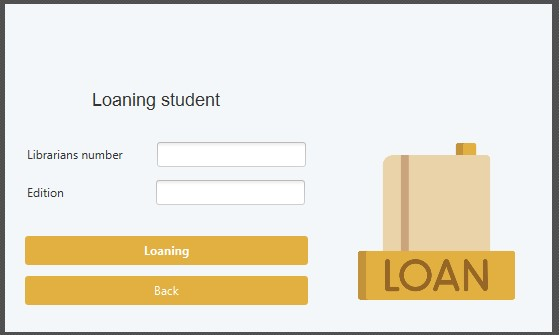 Loaning student
Librarians number
Edition
Loaning
Back
LOAN